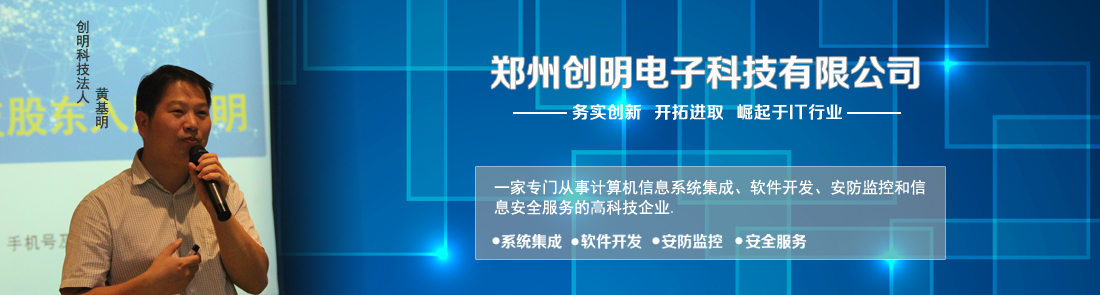 创明科技法人
黄基明
股东人
明
手机号及
郑州创明电子科技有限公司
务实创新 开拓进取 崛起于IT行业
一家专门从事计算机信息系统集成、软件开发、安防监控和信
息安全服务的高科技企业.
●系统集成 ●软件开发 ●安防监控 ●安全服务